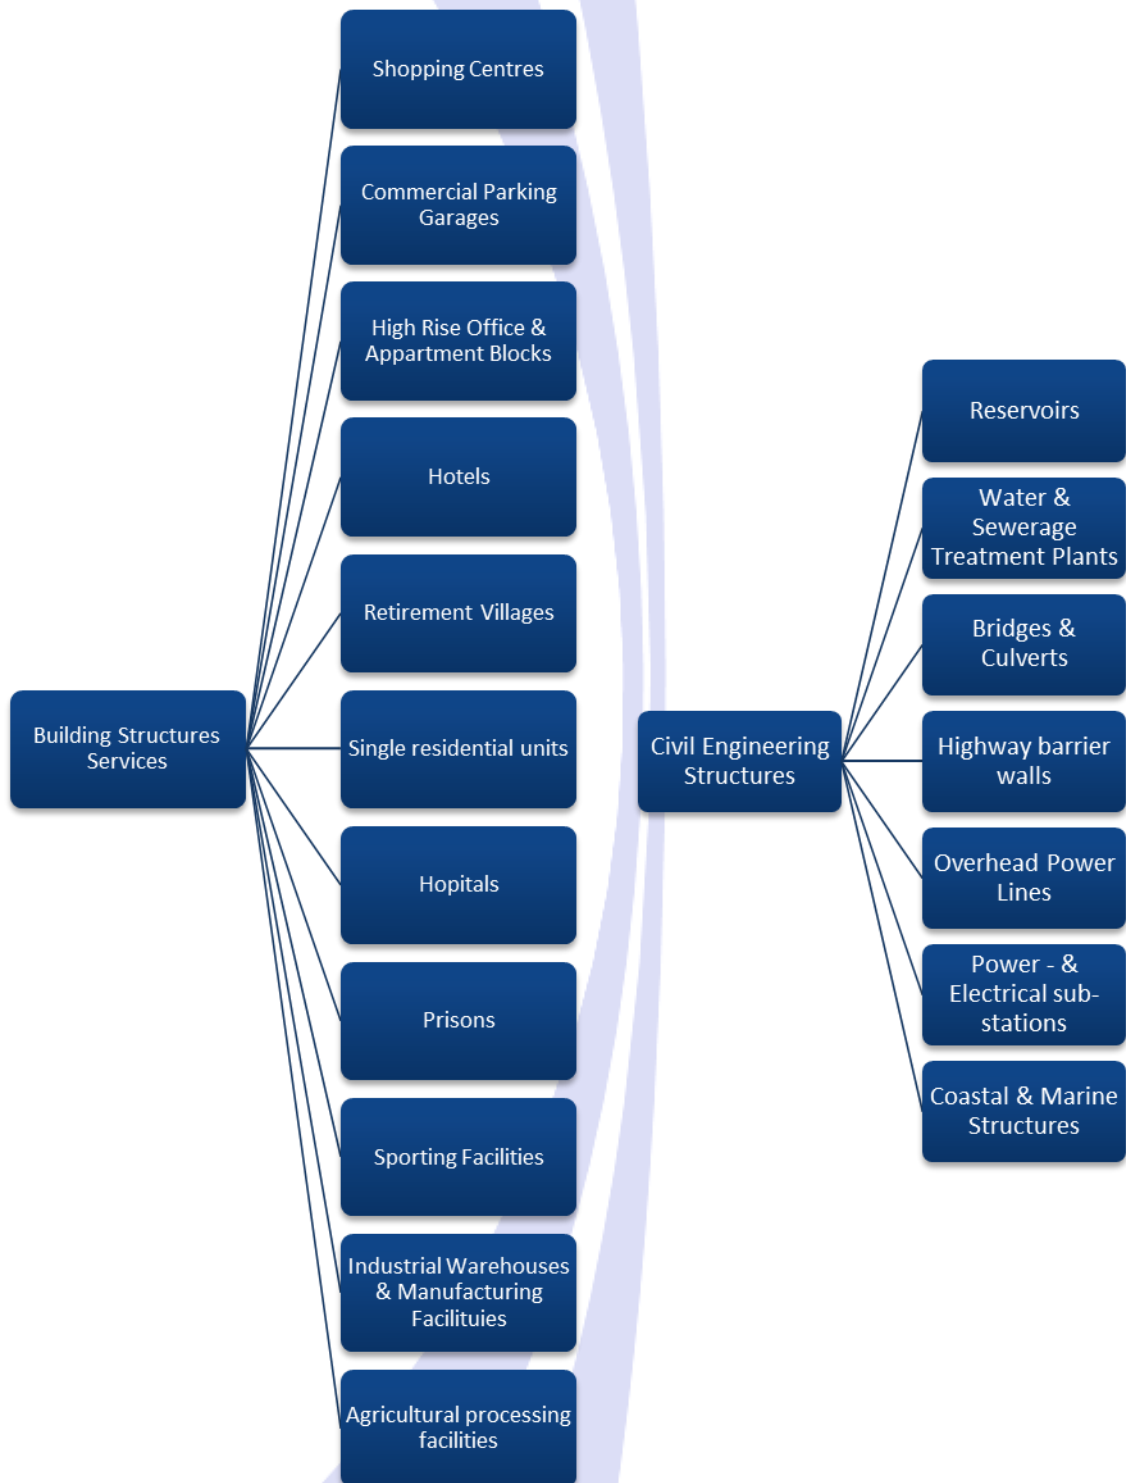 Building Structures
Services
Shopping Centres
Commercial Parking
Garages
High Rise Office &
Appartment Blocks
Hotels
Retirement Villages
Single residential units
Hopitals
Prisons
Sporting Facilities
Industrial Warehouses
& Manufacturing
Facilituies
Agricultural processing
facilities
Civil Engineering
Structures
Reservoirs
Water &
Sewerage
Treatment Plants
Bridges &
Culverts
Highway barrier
walls
Overhead Power
Lines
Power - &
Electrical sub-
stations
Coastal & Marine
Structures